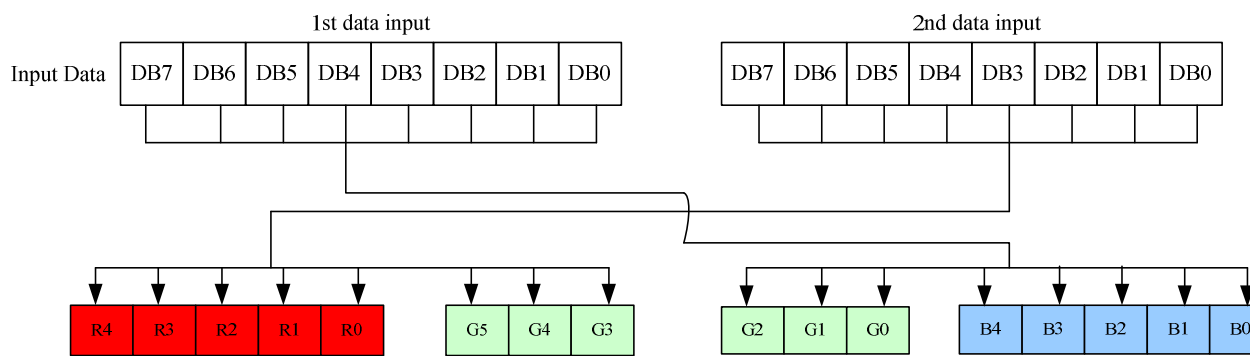 1st data input 2nd data input
Input Data DB7 DB6 DB5 DB4 DB3 DB2 DB1 DB0 DB7 DB6 DB5 DB4 DB3 DB2 DB1 DB0
R4 R3 R2 R1 R0 G5 G4 G3 G2 G1 G0 B4 B3 B2 B1 B0